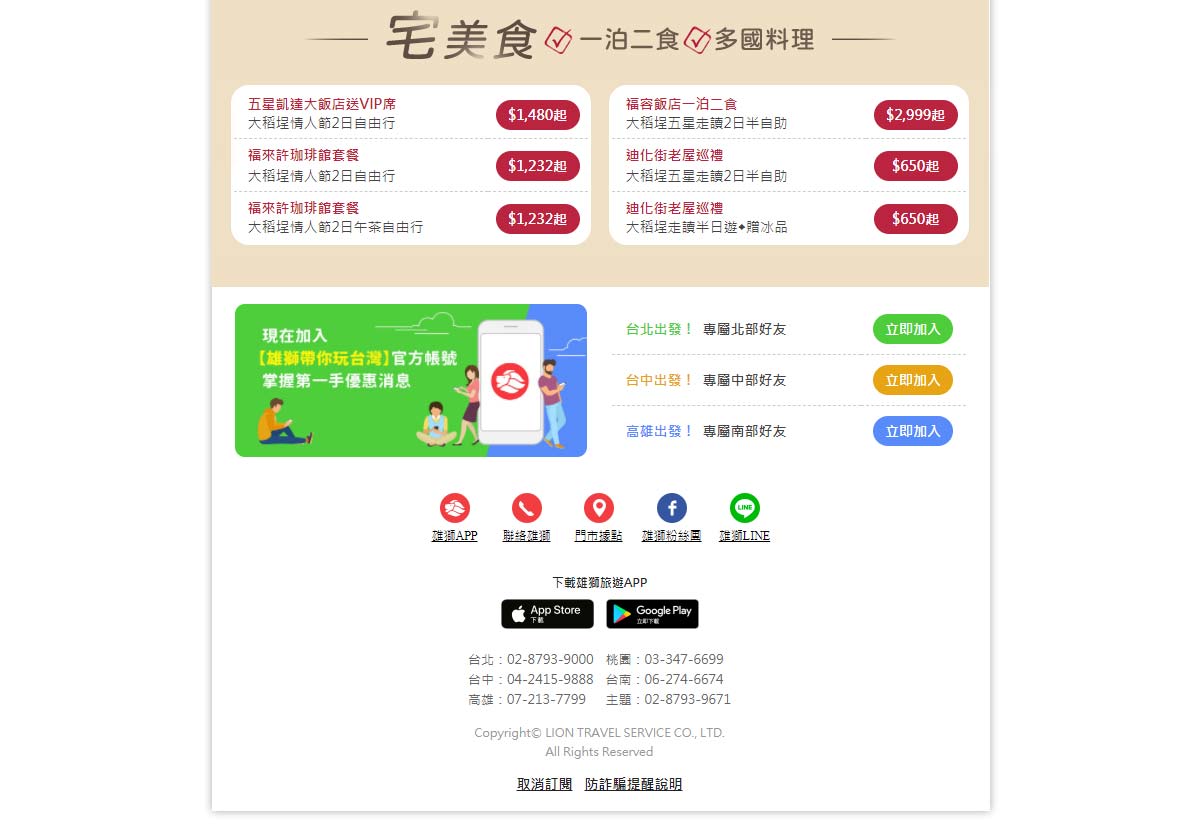 宅美食 一泊二食 多國料理
五星凱達大飯店送VIP席
大稻埕情人節2日自由行
$1,480起
福來許珈琲館套餐
大稻埕情人節2日自由行
$1,232起
福來許珈琲館套餐
大稻埕情人節2日午茶自由行
$1,232起
福容飯店一泊二食
大稻埕五星走讀2日半自助
$2,999起
迪化街老屋巡禮
大稻埕五星走讀2日半自助
$650起
迪化街老屋巡禮
大稻埕走讀半日遊◆贈冰品
$650起
現在加入
【雄獅帶你玩台灣】官方帳號
掌握第一手優惠消息
台北出發！ 專屬北部好友 立即加入
台中出發！ 專屬中部好友 立即加入
高雄出發！ 專屬南部好友 立即加入
LINE
雄獅APP 聯絡雄獅 門市據點 雄獅粉絲團 雄獅LINE
下載雄獅旅遊APP
App Store
下載
Google Play
立即下載
台北：02-8793-9000 桃園：03-347-6699
台中：04-2415-9888 台南：06-274-6674
高雄：07-213-7799 主題：02-8793-9671
Copyright© LION TRAVEL SERVICE CO., LTD.
All Rights Reserved
取消訂閱 防詐騙提醒說明